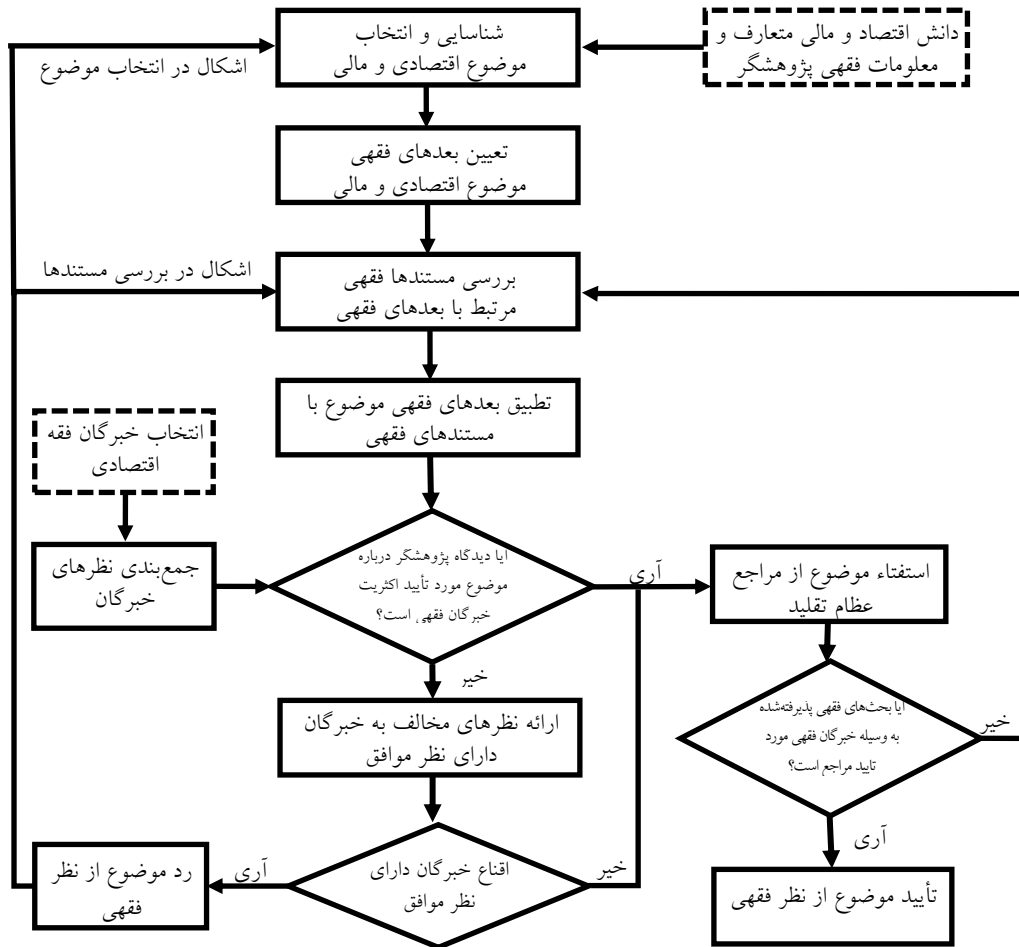 شناسایی و انتخاب
موضوع اقتصادی و مالی
دانش اقتصاد و مالی متعارف و
معلومات فقهی پژوهشگر
اشکال در انتخاب موضوع
تعیین بعدهای فقهی
موضوع اقتصادی و مالی
اشکال در بررسی مستندها
بررسی مستندها فقهی
مرتبط با بعدهای فقهی
تطبیق بعدهای فقهی موضوع با
مستندهای فقهی
انتخاب خبرگان فقه
اقتصادی
جمع‌بندی نظرهای
خبرگان
ایا دیدگاه پژوهشگر درباره
موضوع مورد تأیید اکثریت
خبرگان فقهی است؟
آری
استفتاء موضوع از مراجع
عظام تقلید
خیر
ارائه نظرهای مخالف به خبرگان
دارای نظر موافق
ایا بحث‌های فقهی پذیرفته‌شده
به وسیله خبرگان فقهی مورد
تایید مراجع است؟
خیر
آری
اقناع خبرگان دارای
نظر موافق
خیر
آری
رد موضوع از نظر
فقهی
تأیید موضوع از نظر فقهی